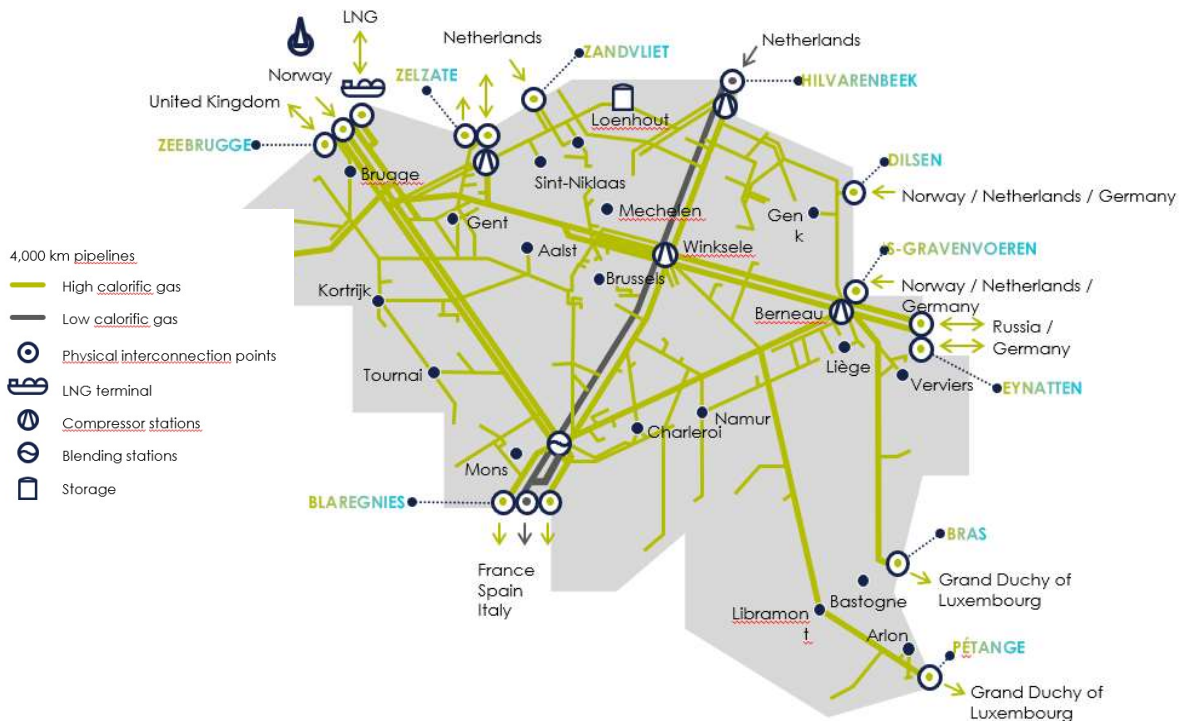 LNG
Netherlands
ZANDVLIET
Netherlands
Norway
ZELZATE
HILVARENBEEK
United Kingdom
Loenhout
ZEEBRUGGE
DILSEN
Brugge
Sint-Niklaas
Norway / Netherlands / Germany
Mechelen
Gen
k
Gent
'S-GRAVENVOEREN
4,000 km pipelines
Aalst
Winksele
High calorific gas
Brussels
Norway / Netherlands /
Germany
Kortrijk
Low calorific gas
Berneau
Russia /
Germany
Physical interconnection points
Liège
Tournai
Verviers
EYNATTEN
LNG terminal
Namur
Compressor stations
Charleroi
Blending stations
Mons
Storage
BLAREGNIES
BRAS
France
Spain
Italy
Bastogne
Grand Duchy of
Luxembourg
Libramon
t
Arlon
PÉTANGE
Grand Duchy of
Luxembourg